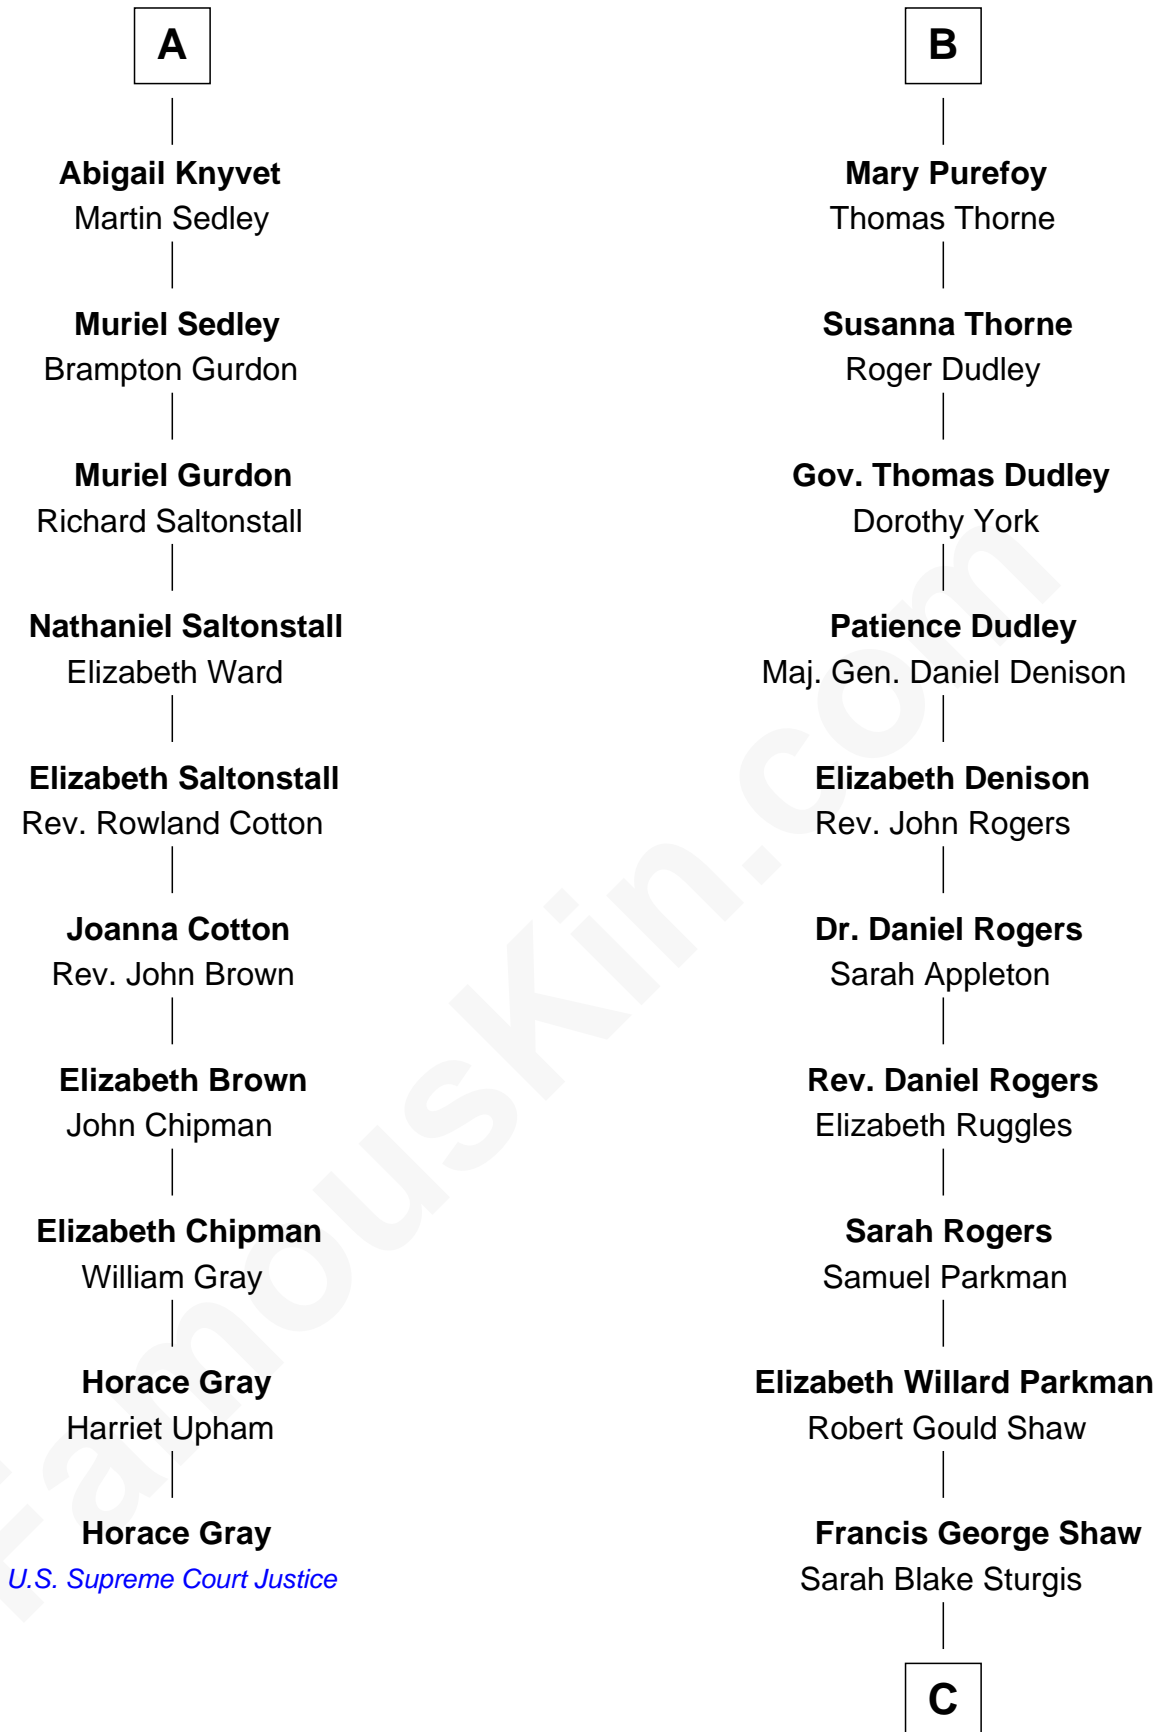 A
Abigail Knyvet
Martin Sedley
Muriel Sedley
Brampton Gurdon
Muriel Gurdon
Richard Saltonstall
Nathaniel Saltonstall
Elizabeth Ward
Elizabeth Saltonstall
Rev. Rowland Cotton
Joanna Cotton
Rev. John Brown
Elizabeth Brown
John Chipman
Elizabeth Chipman
William Gray
Horace Gray
Harriet Upham
Horace Gray
U.S. Supreme Court Justice
B
Mary Purefoy
Thomas Thorne
Susanna Thorne
Roger Dudley
Gov. Thomas Dudley
Dorothy York
Patience Dudley
Maj. Gen. Daniel Denison
Elizabeth Denison
Rev. John Rogers
Dr. Daniel Rogers
Sarah Appleton
Rev. Daniel Rogers
Elizabeth Ruggles
Sarah Rogers
Samuel Parkman
Elizabeth Willard Parkman
Robert Gould Shaw
Francis George Shaw
Sarah Blake Sturgis
C
FamousKin.com